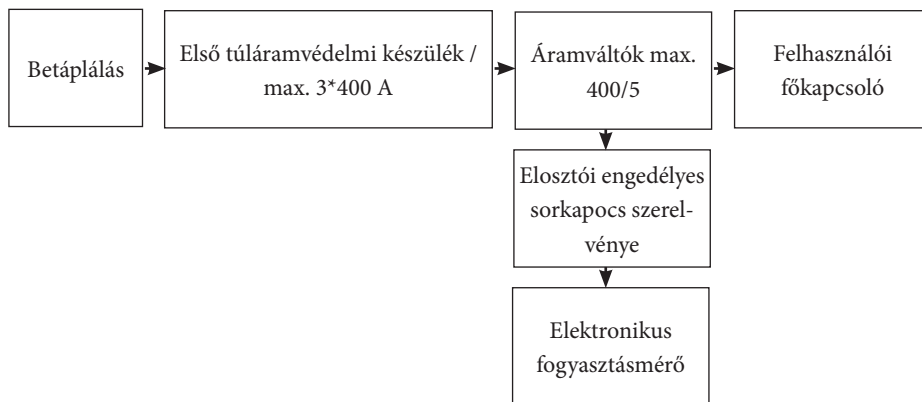 Betáplálás
Első túláramvédelmi készülék /
max. 3*400 A
Áramváltók max.
400/5
Felhasználói
főkapcsoló
Elosztói engedélyes
sorkapocs szerel-
vénye
Elektronikus
fogyasztásmérő